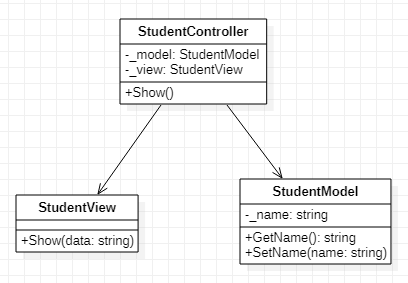 StudentController
-_model: StudentModel
-_view: StudentView
+Show()
StudentView
+Show(data: string)
StudentModel
-_name: string
+GetName(): string
+SetName(name: string)